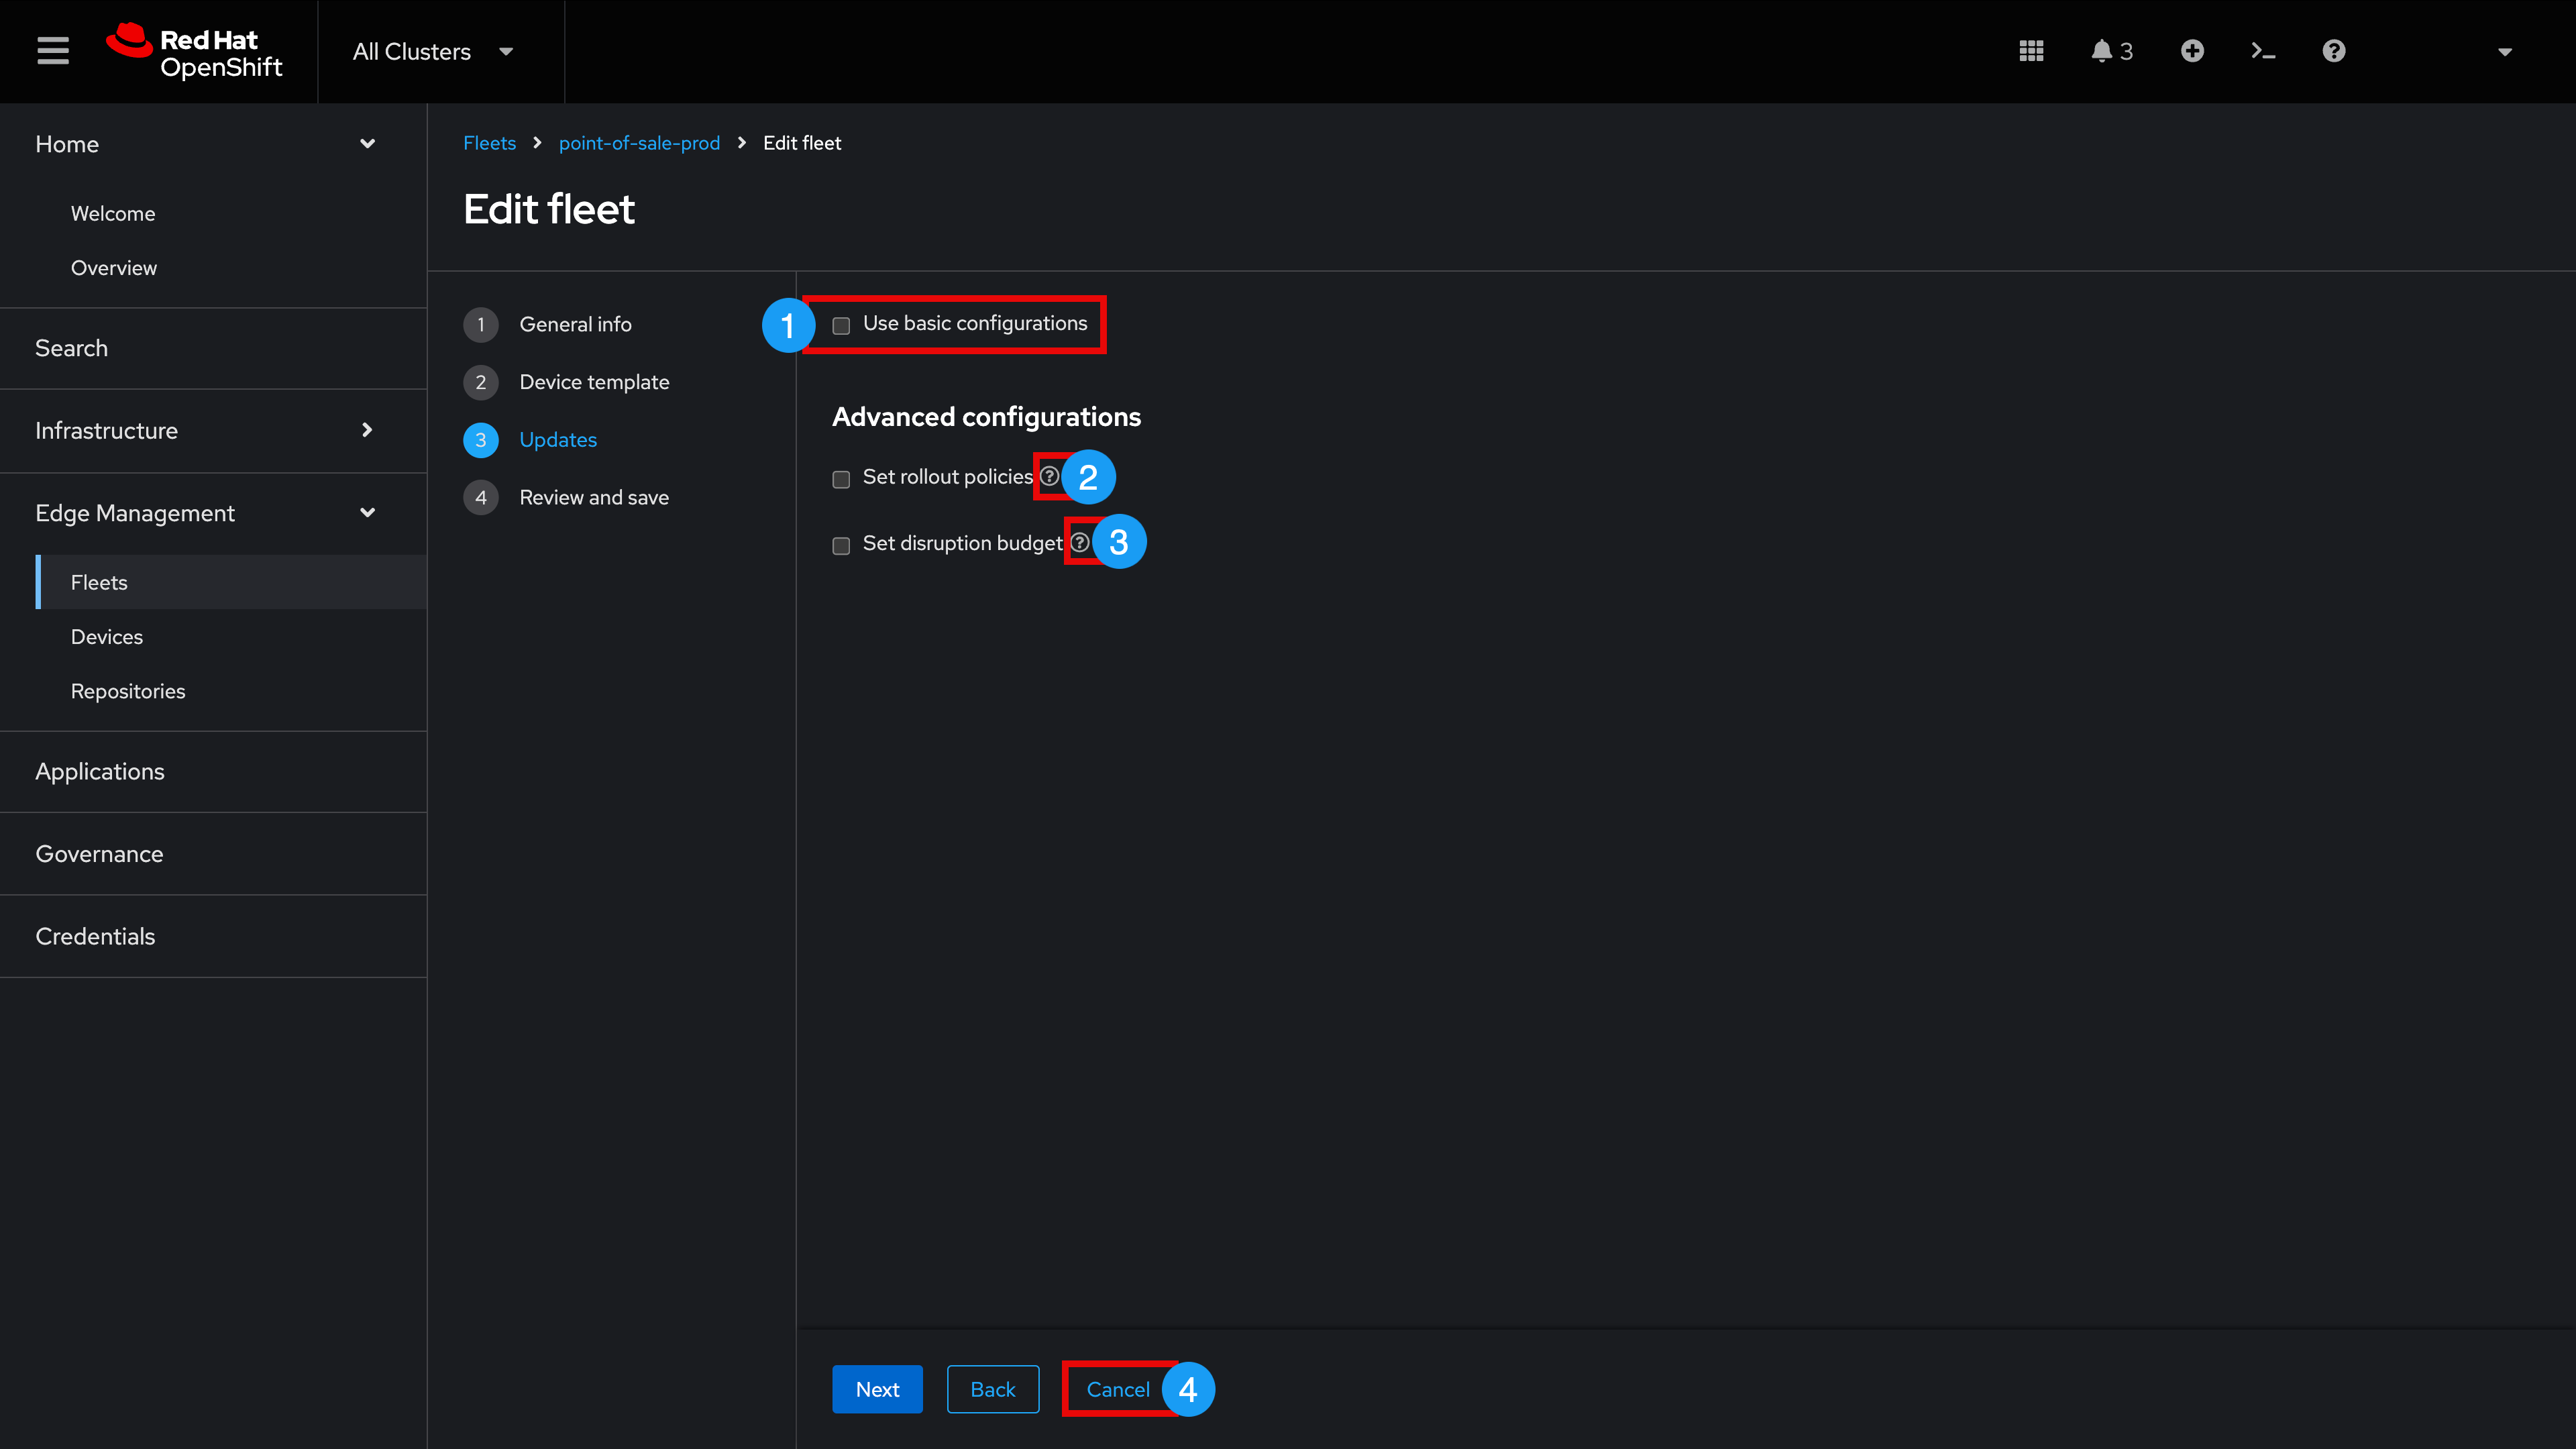 Red Hat
OpenShift
All Clusters
3
Home
Welcome
Overview
Search
Infrastructure
Edge Management
Fleets
Devices
Repositories
Applications
Governance
Credentials
Fleets > point-of-sale-prod > Edit fleet
Edit fleet
1 General info
2 Device template
3 Updates
4 Review and save
1 Use basic configurations
Advanced configurations
Set rollout policies ? 2
Set disruption budget ? 3
Next Back Cancel 4